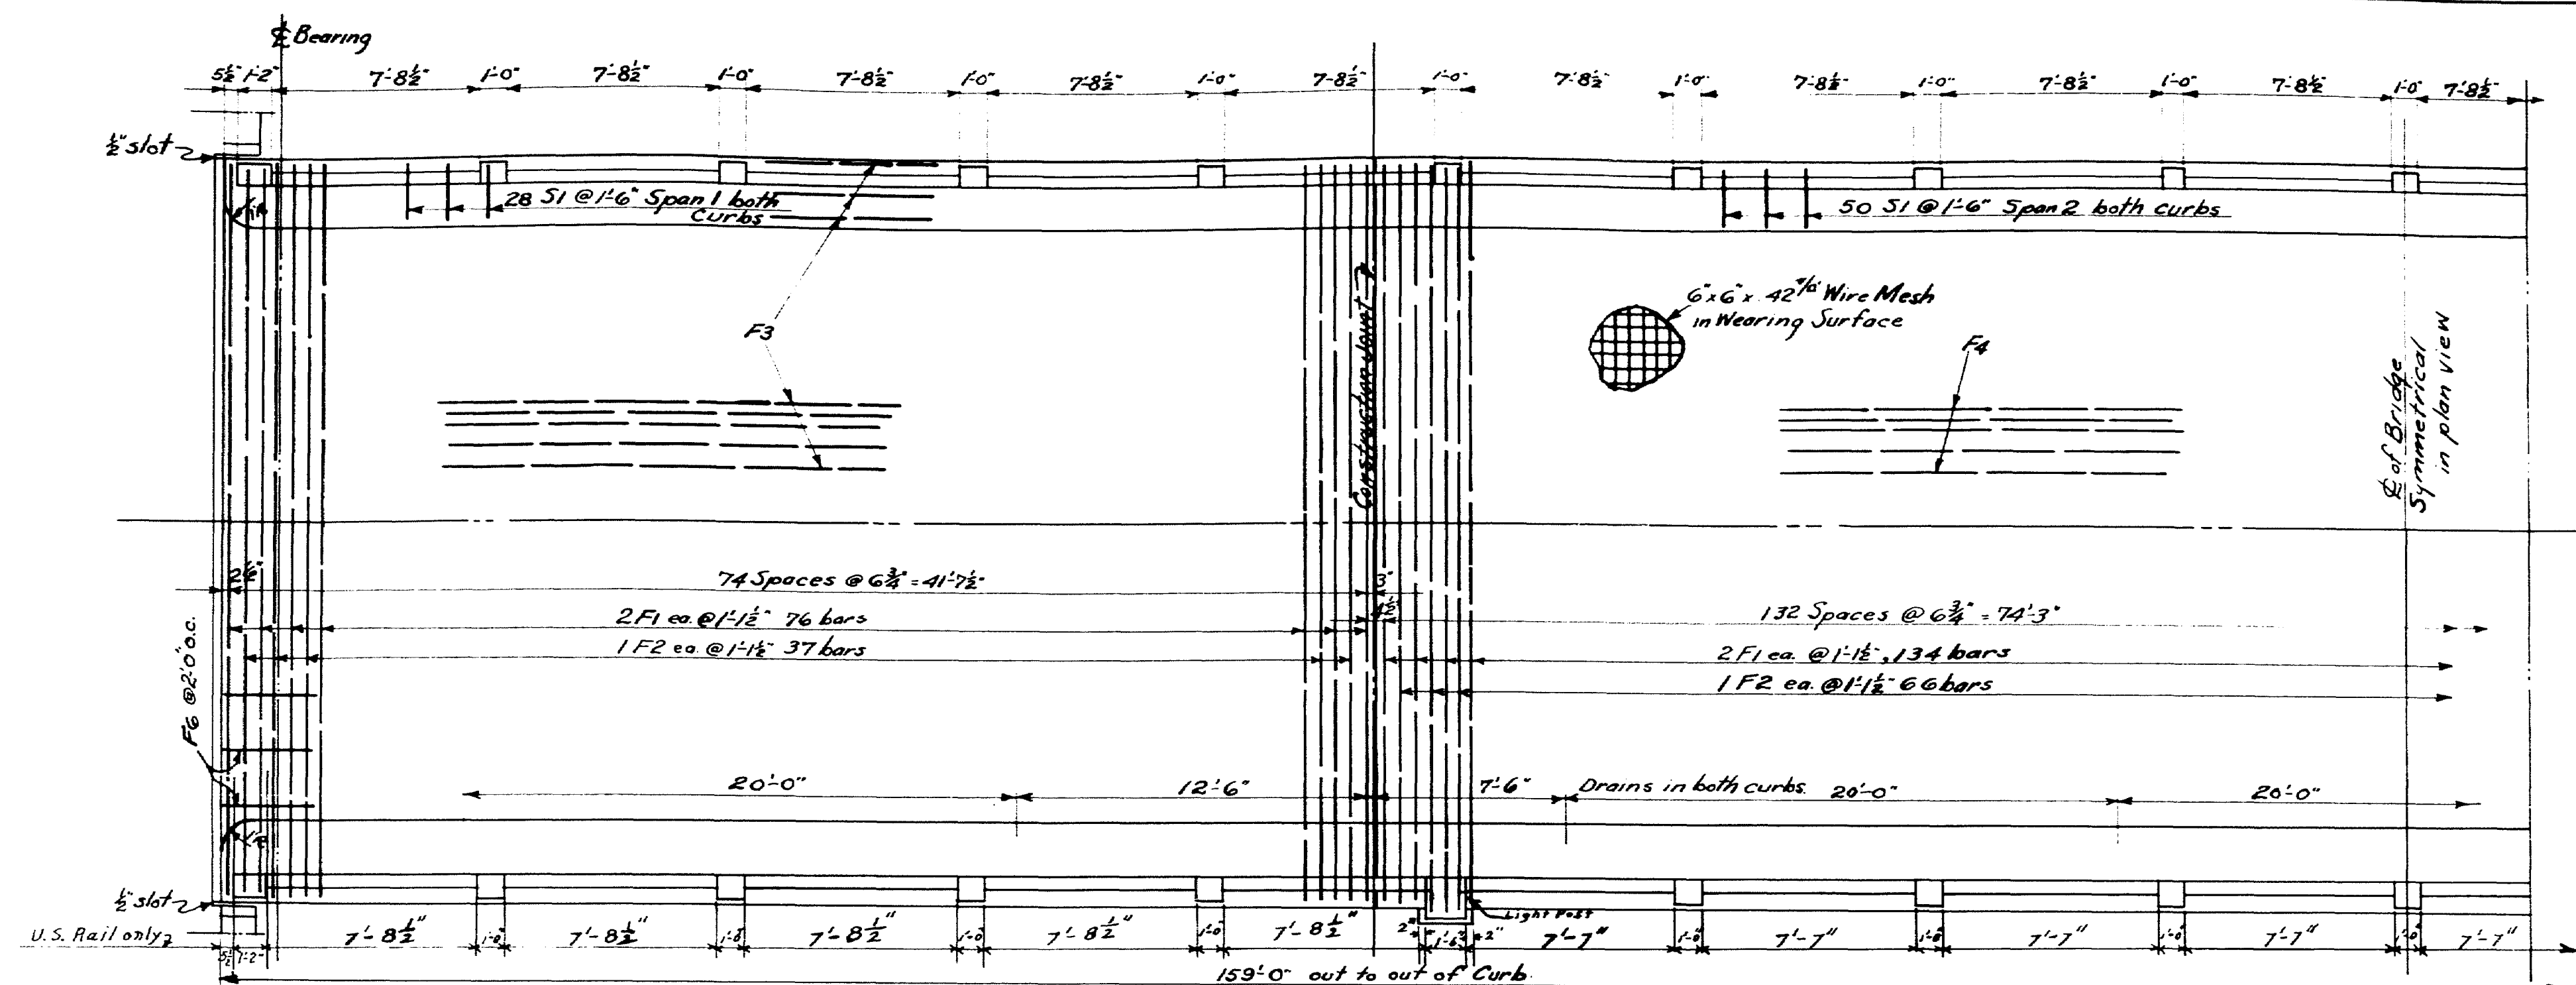 ℄ Bearing
5½" 1'-2" 7'-8½" 1'-0" 7'-8½" 1'-0" 7'-8½" 1'-0" 7'-8½" 1'-0" 7'-8½" 1'-0" 7'-8½" 1'-0" 7'-8½" 1'-0" 7'-8½" 1'-0" 7'-8½" 1'-0" 7'-8½"
½" slot
28 S1 @ 1'-6" Span 1 both
Curbs
50 S1 @ 1'-6" Span 2 both curbs
6"x6"x .42#/□' Wire Mesh
in Wearing Surface
F3
F4
Construction Joint
℄ of Bridge
Symmetrical
in plan view
74 Spaces @ 6¾" = 41'-7½"
3"
2 F1 ea. @ 1'-1½" 76 bars
4½"
132 Spaces @ 6¾" = 74'-3"
1 F2 ea. @ 1'-1½" 37 bars
2 F1 ea. @ 1'-1½", 134 bars
1 F2 ea. @ 1'-1½" 66 bars
F6 @ 2'-0" o.c.
20'-0" 12'-6" 7'-6" Drains in both curbs. 20'-0" 20'-0"
½" slot
Light Post
U.S. Rail only
5½" 1'-2" 7'-8½" 1'-0" 7'-8½" 1'-0" 7'-8½" 1'-0" 7'-8½" 1'-0" 7'-8½" 2" 1'-6" 2" 7'-7" 1'-0" 7'-7" 1'-0" 7'-7" 1'-0" 7'-7" 1'-0" 7'-7"
159'-0" out to out of Curb